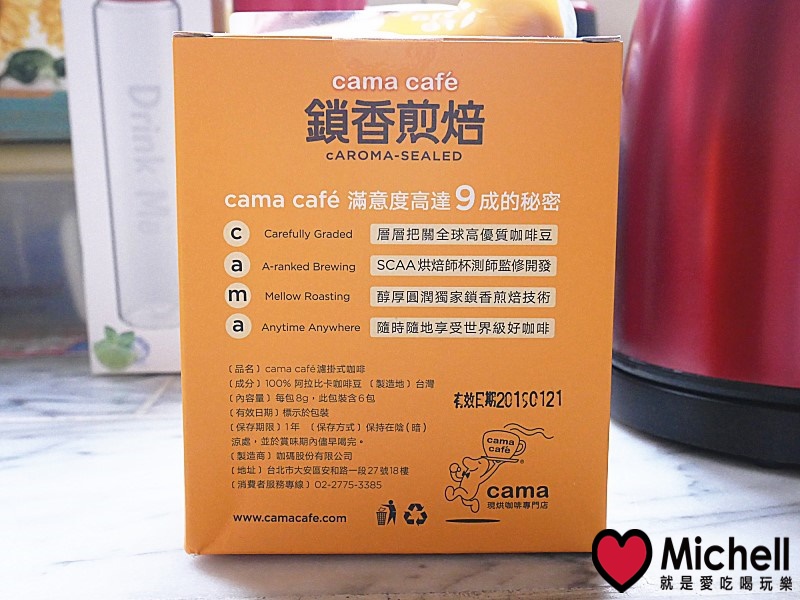 Drink Me
cama café
鎖香煎焙
cAROMA-SEALED
cama café 滿意度高達9成的秘密
c Carefully Graded 層層把關全球高優質咖啡豆
a A-ranked Brewing SCAA烘焙師杯測師監修開發
m Mellow Roasting 醇厚圓潤獨家鎖香煎焙技術
a Anytime Anywhere 隨時隨地享受世界級好咖啡
〔品名〕cama café濾掛式咖啡
〔成分〕100% 阿拉比卡咖啡豆 〔製造地〕台灣
〔內容量〕每包8g，此包裝含6包
〔有效日期〕標示於包裝
〔保存期限〕1年 〔保存方式〕保持在陰(暗)
涼處，並於賞味期內儘早喝完。
〔製造商〕咖碼股份有限公司
〔地址〕台北市大安區安和路一段27號18樓
〔消費者服務專線〕02-2775-3385
有效日期20190121
cama
café
cama
現烘咖啡專門店
www.camacafe.com
Michell
就是愛吃喝玩樂